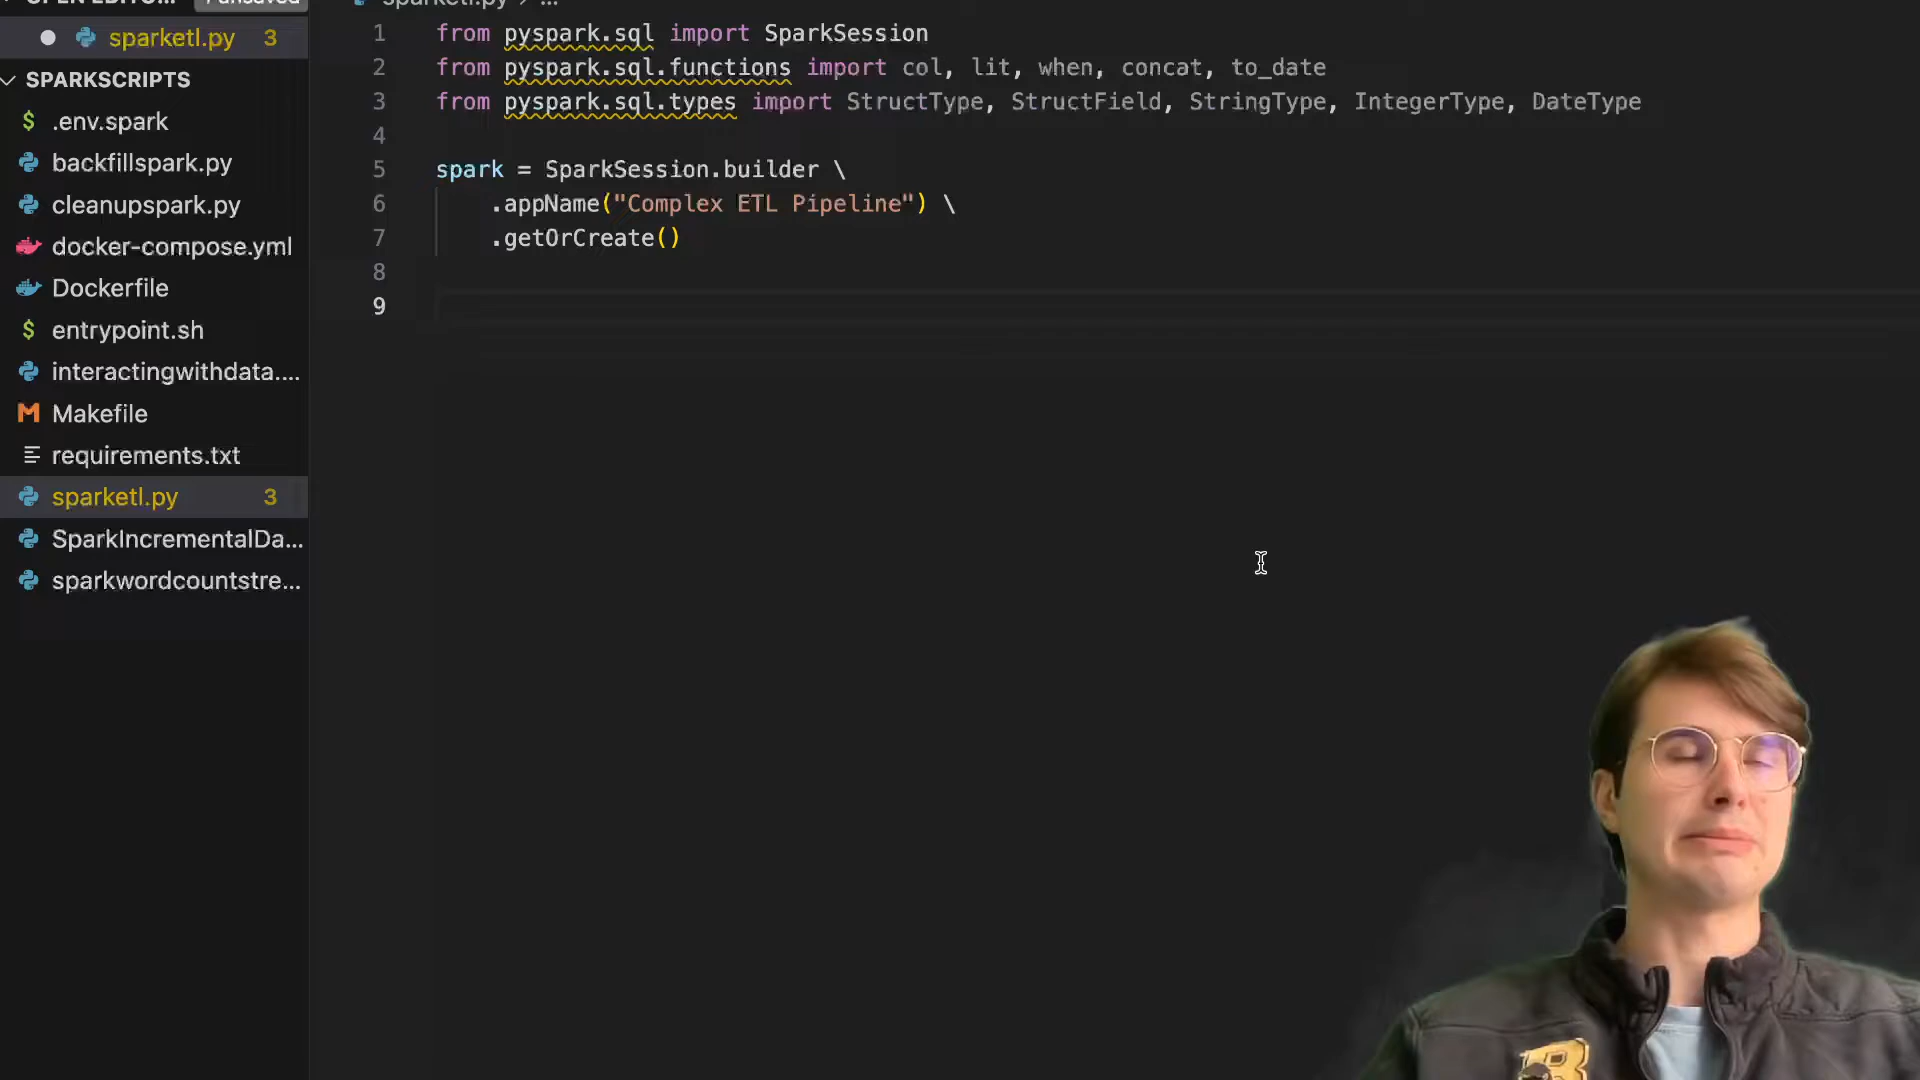 sparketl.py 3
SPARKSCRIPTS
$ .env.spark
backfillspark.py
cleanupspark.py
docker-compose.yml
Dockerfile
$ entrypoint.sh
interactingwithdata....
Makefile
requirements.txt
sparketl.py 3
SparkIncrementalDa...
sparkwordcountstre...
sparketl.py > ...
1 from pyspark.sql import SparkSession
2 from pyspark.sql.functions import col, lit, when, concat, to_date
3 from pyspark.sql.types import StructType, StructField, StringType, IntegerType, DateType
4
5 spark = SparkSession.builder \
6 .appName("Complex ETL Pipeline") \
7 .getOrCreate()
8
9